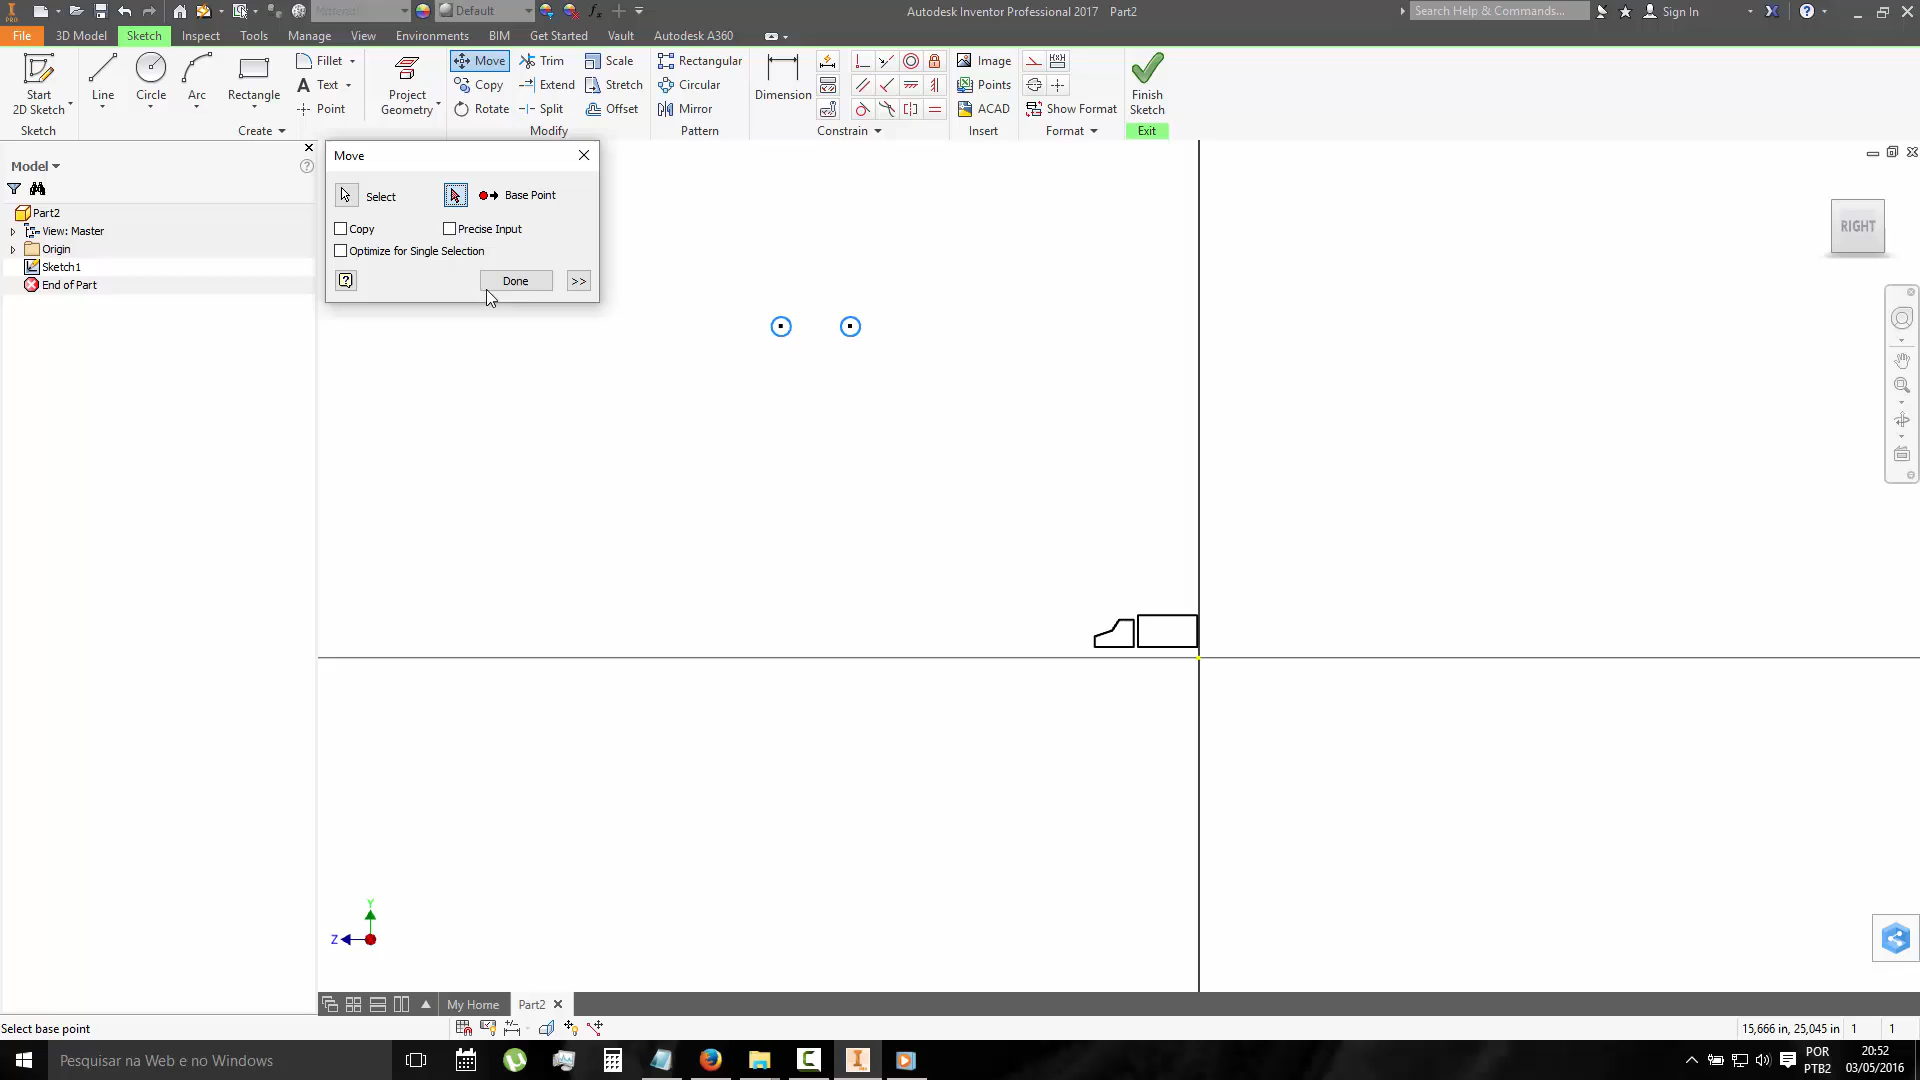 PRO Material Default Autodesk Inventor Professional 2017 Part2 Search Help & Commands... Sign In
File 3D Model Sketch Inspect Tools Manage View Environments BIM Get Started Vault Autodesk A360
Start 2D Sketch Line Circle Arc Rectangle Fillet Text Point Project Geometry
Move Copy Rotate Trim Extend Split Scale Stretch Offset
Rectangular Circular Mirror Dimension Image Points ACAD Show Format Finish Sketch
Sketch Create Modify Pattern Constrain Insert Format Exit
Model
Part2
View: Master
Origin
Sketch1
End of Part
Move
Select Base Point
Copy Precise Input
Optimize for Single Selection
Done >>
RIGHT
Y
Z
My Home Part2
Select base point 15,666 in, 25,045 in 1 1
Pesquisar na Web e no Windows
POR
PTB2
20:52
03/05/2016